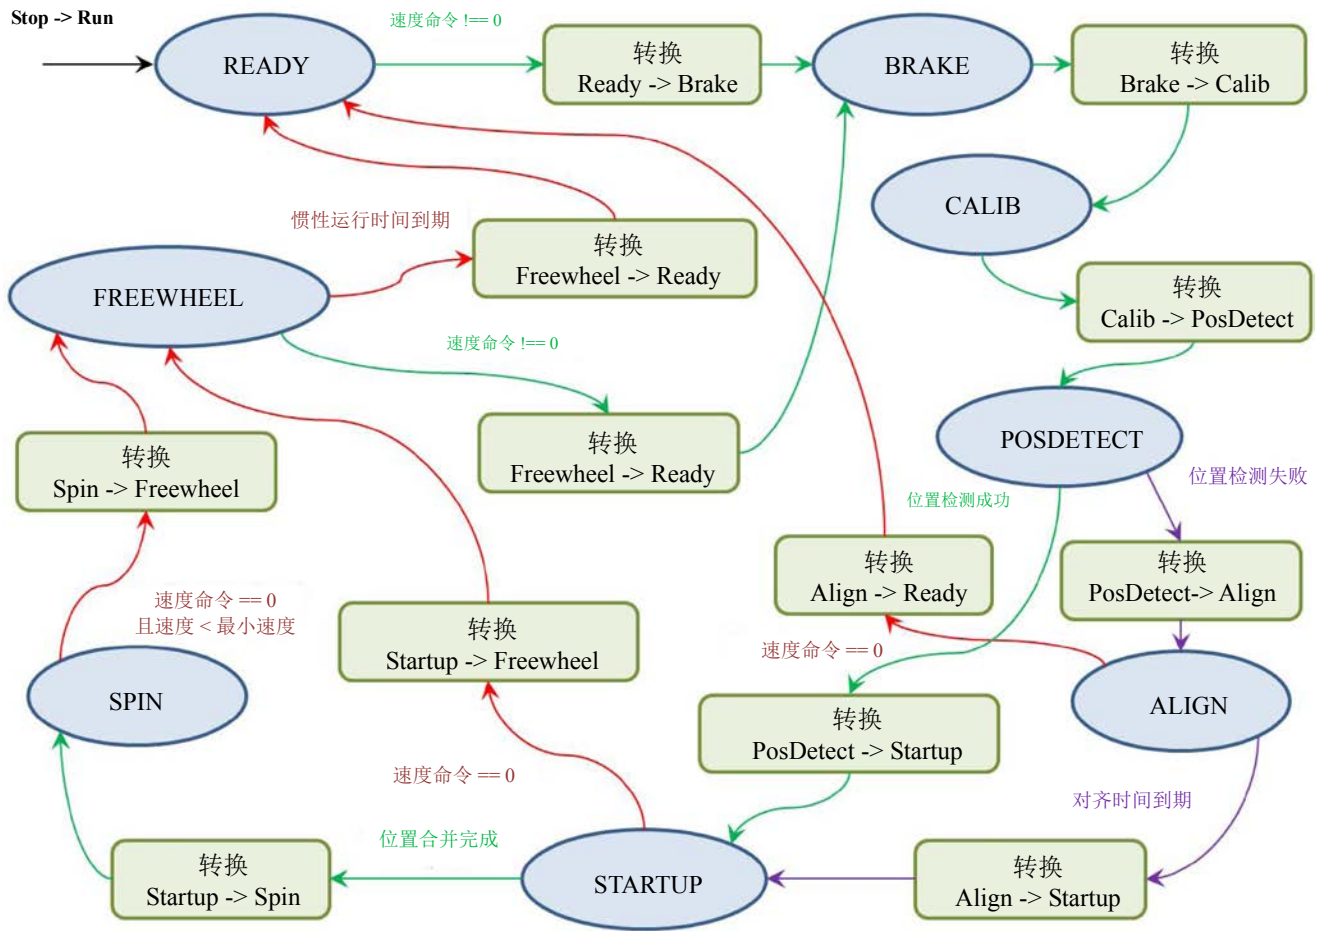 Stop -> Run
速度命令 !== 0
READY
转换
Ready -> Brake
BRAKE
转换
Brake -> Calib
CALIB
惯性运行时间到期
转换
Freewheel -> Ready
FREEWHEEL
转换
Calib -> PosDetect
速度命令 !== 0
转换
Freewheel -> Ready
POSDETECT
转换
Spin -> Freewheel
位置检测成功
位置检测失败
转换
Align -> Ready
转换
PosDetect-> Align
速度命令 == 0
且速度 < 最小速度
转换
Startup -> Freewheel
速度命令 == 0
SPIN
ALIGN
转换
PosDetect -> Startup
速度命令 == 0
对齐时间到期
位置合并完成
转换
Startup -> Spin
STARTUP
转换
Align -> Startup